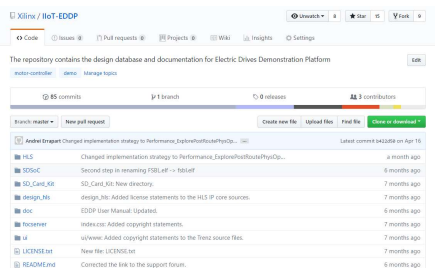 Xilinx / IIoT-EDDP
Unwatch 8 Star 15 Fork 9
Code Issues 0 Pull requests 0 Projects 0 Wiki Insights Settings
The repository contains the design database and documentation for Electric Drives Demonstration Platform Edit
motor-controller demo Manage topics
85 commits 1 branch 0 releases 3 contributors
Branch: master New pull request Create new file Upload files Find file Clone or download
Andrei Errapart Changed implementation strategy to Performance_ExplorePostRoutePhysOp... Latest commit b422d58 on Apr 16
HLS Changed implementation strategy to Performance_ExplorePostRoutePhysOp... a month ago
SDSoC Second step in renaming FSBL.elf -> fsbl.elf 6 months ago
SD_Card_Kit SD_Card_Kit: New directory. 7 months ago
design_hls design_hls: Added license statements to the HLS IP core sources. 7 months ago
doc EDDP User Manual: Updated. 6 months ago
focserver index.css: Added copyright statements. 7 months ago
ui ui/www: Added copyright statements to the Trenz source files. 7 months ago
LICENSE.txt New file: LICENSE.txt 7 months ago
README.md Corrected the link to the support forum. 6 months ago